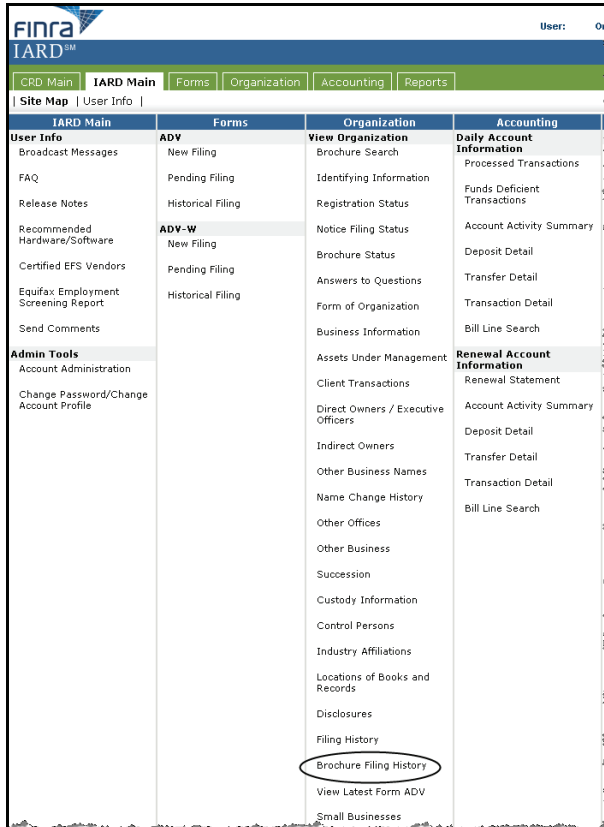 Finra
User:
IARD SM
CRD Main
IARD Main
Forms
Organization
Accounting
Reports
| Site Map | User Info |
IARD Main
User Info
Broadcast Messages
FAQ
Release Notes
Recommended
Hardware/Software
Certified EFS Vendors
Equifax Employment
Screening Report
Send Comments
Admin Tools
Account Administration
Change Password/Change
Account Profile
Forms
ADV
New Filing
Pending Filing
Historical Filing
ADV-W
New Filing
Pending Filing
Historical Filing
Organization
View Organization
Brochure Search
Identifying Information
Registration Status
Notice Filing Status
Brochure Status
Answers to Questions
Form of Organization
Business Information
Assets Under Management
Client Transactions
Direct Owners / Executive
Officers
Indirect Owners
Other Business Names
Name Change History
Other Offices
Other Business
Succession
Custody Information
Control Persons
Industry Affiliations
Locations of Books and
Records
Disclosures
Filing History
Brochure Filing History
View Latest Form ADV
Small Businesses
Accounting
Daily Account
Information
Processed Transactions
Funds Deficient
Transactions
Account Activity Summary
Deposit Detail
Transfer Detail
Transaction Detail
Bill Line Search
Renewal Account
Information
Renewal Statement
Account Activity Summary
Deposit Detail
Transfer Detail
Transaction Detail
Bill Line Search